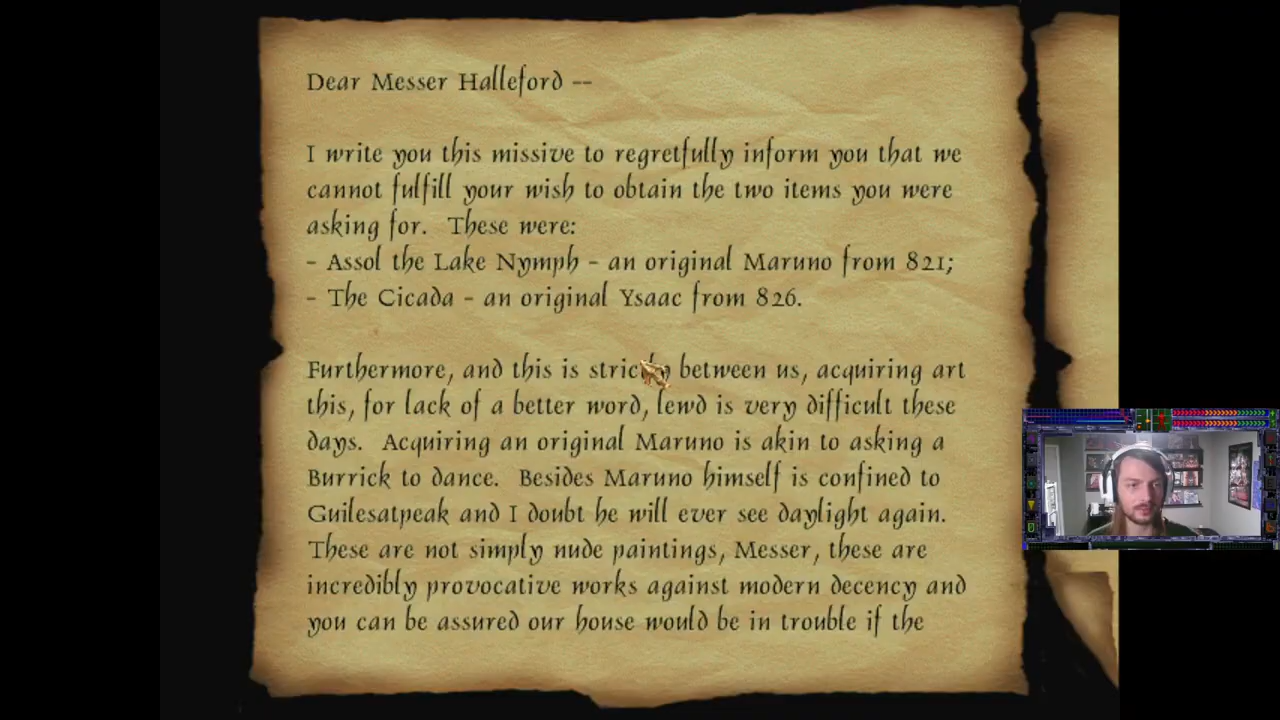 Dear Messer Halleford --
I write you this missive to regretfully inform you that we
cannot fulfill your wish to obtain the two items you were
asking for. These were:
- Assol the Lake Nymph - an original Maruno from 821;
- The Cicada - an original Ysaac from 826.
Furthermore, and this is strictly between us, acquiring art
this, for lack of a better word, lewd is very difficult these
days. Acquiring an original Maruno is akin to asking a
Burrick to dance. Besides Maruno himself is confined to
Guilesatpeak and I doubt he will ever see daylight again.
These are not simply nude paintings, Messer, these are
incredibly provocative works against modern decency and
you can be assured our house would be in trouble if the